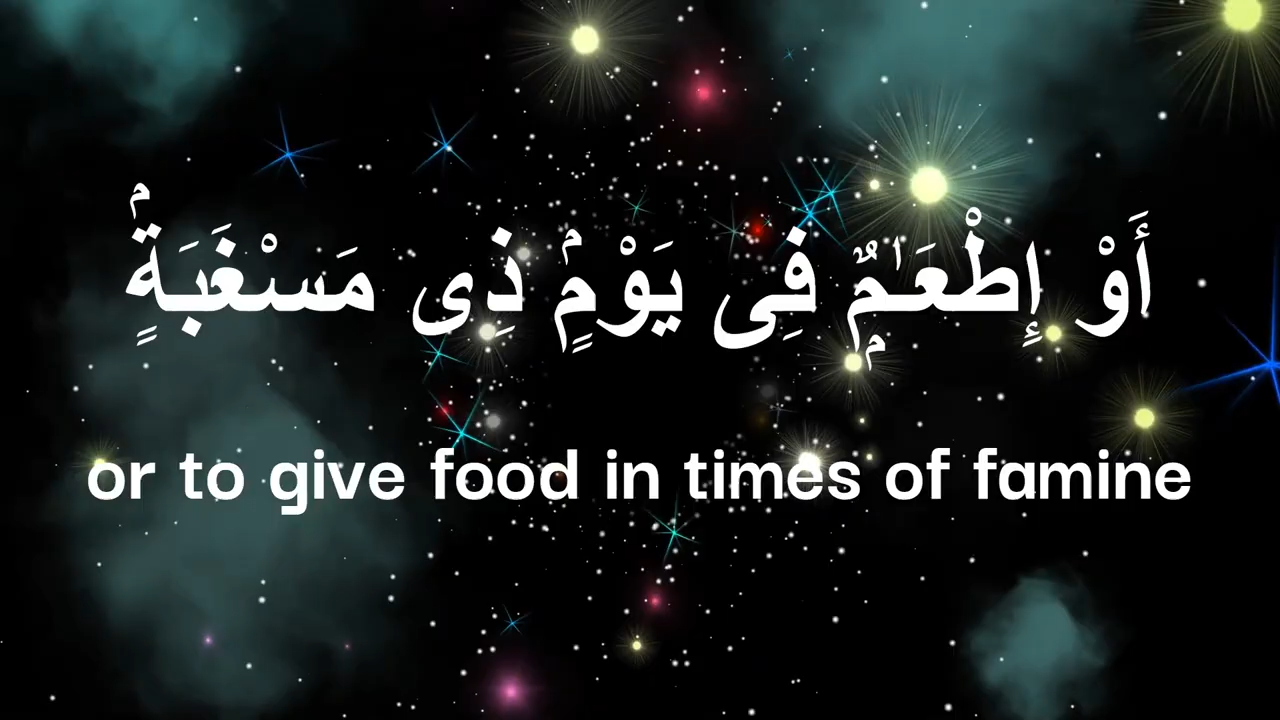 أَوْ إِطْعَـٰمٌۭ فِى يَوْمٍۢ ذِى مَسْغَبَةٍۢ
or to give food in times of famine